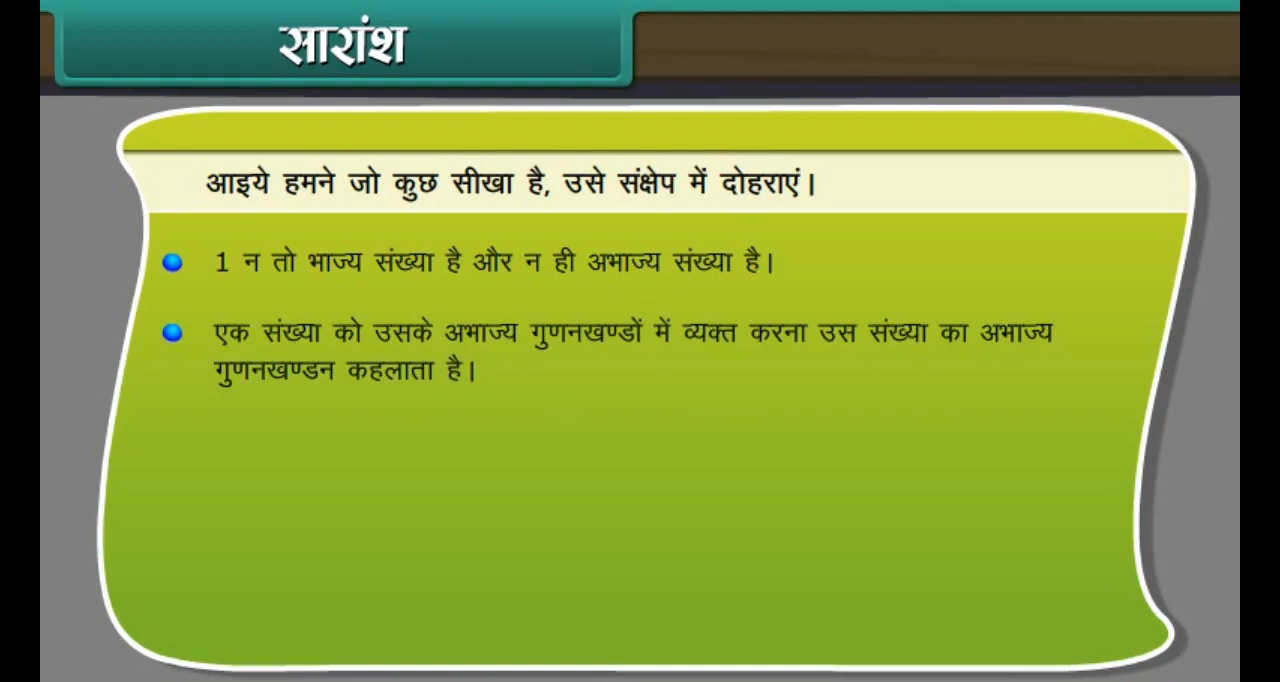 सारांश
आइये हमने जो कुछ सीखा है, उसे संक्षेप में दोहराएं।
1 न तो भाज्य संख्या है और न ही अभाज्य संख्या है।
एक संख्या को उसके अभाज्य गुणनखण्डों में व्यक्त करना उस संख्या का अभाज्य
गुणनखण्डन कहलाता है।